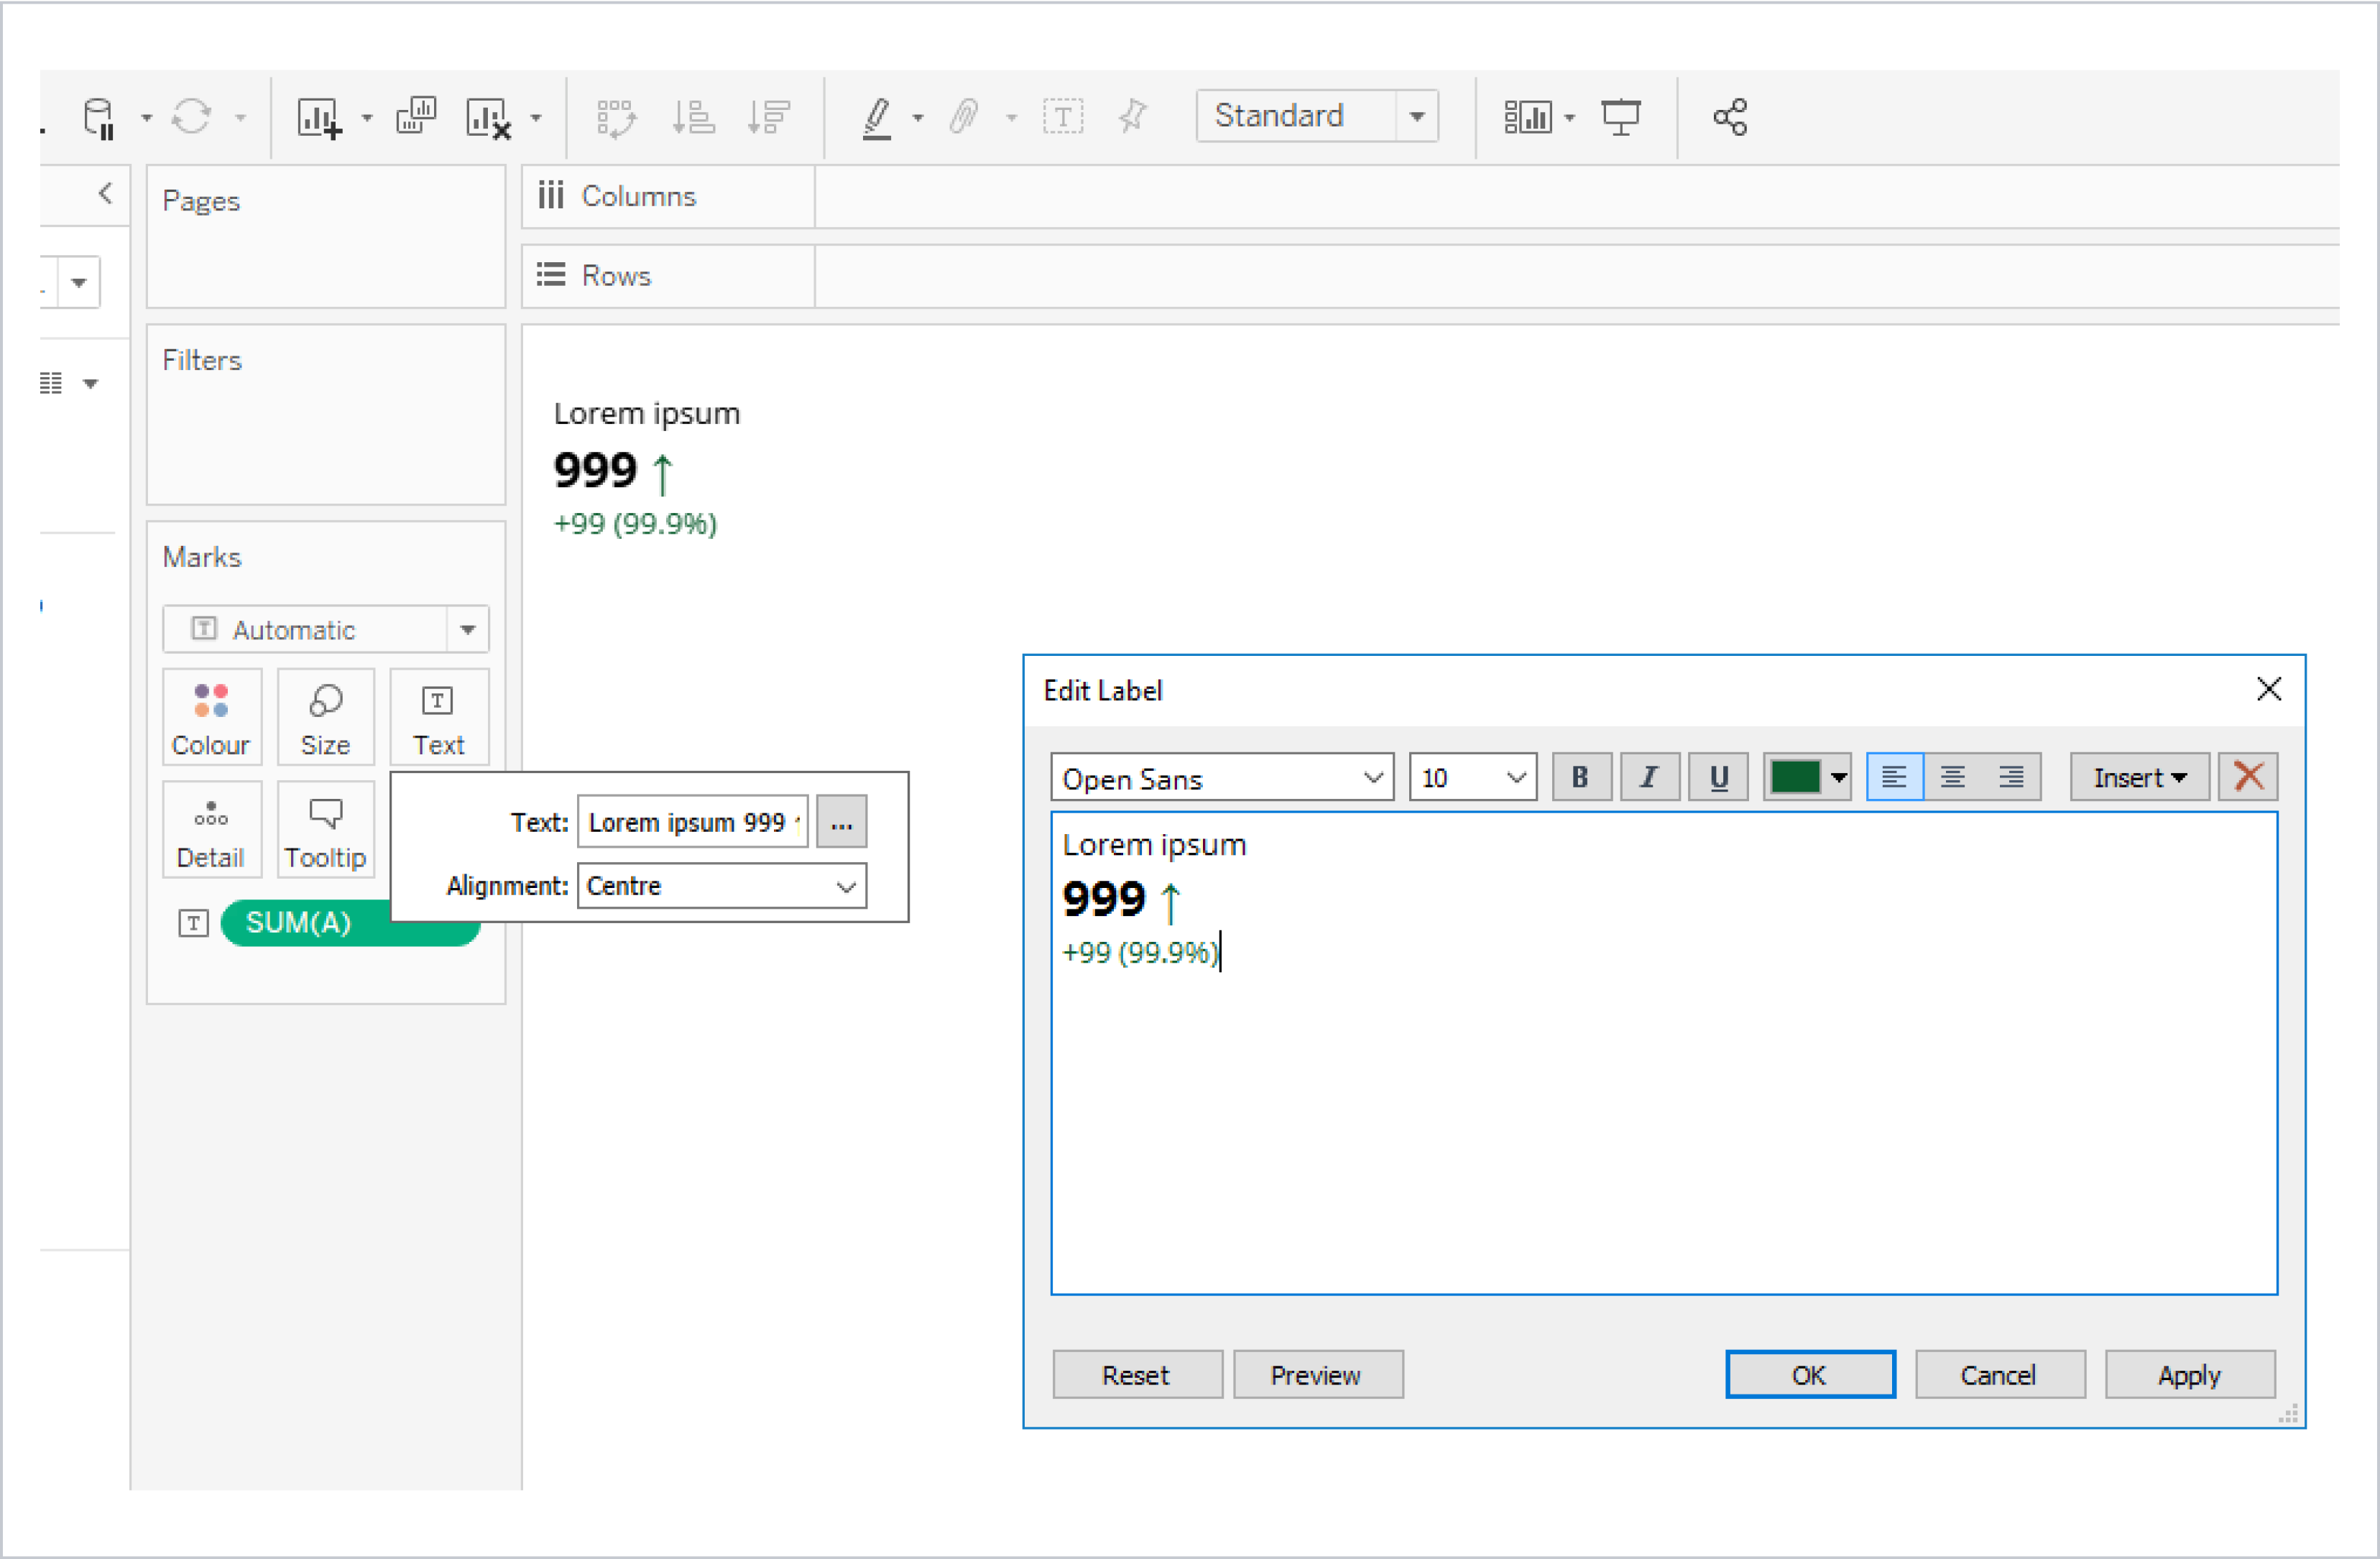 Standard
Pages
Columns
Rows
Filters
Lorem ipsum
999 ↑
+99 (99.9%)
Marks
Automatic
Colour
Size
Text
Detail
Tooltip
SUM(A)
Text: Lorem ipsum 999 ...
Alignment: Centre
Edit Label
Open Sans 10 B I U Insert
Lorem ipsum
999 ↑
+99 (99.9%)
Reset Preview OK Cancel Apply